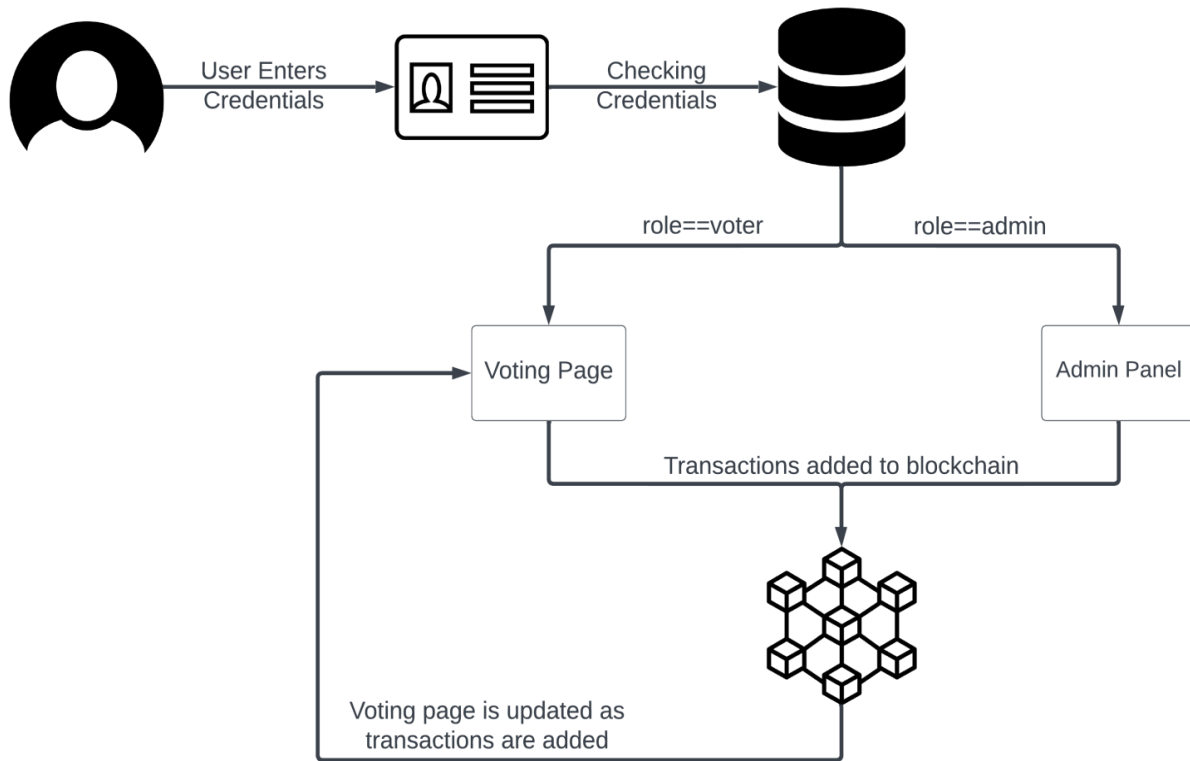 User Enters
Credentials
Checking
Credentials
role==voter
role==admin
Voting Page
Admin Panel
Transactions added to blockchain
Voting page is updated as
transactions are added